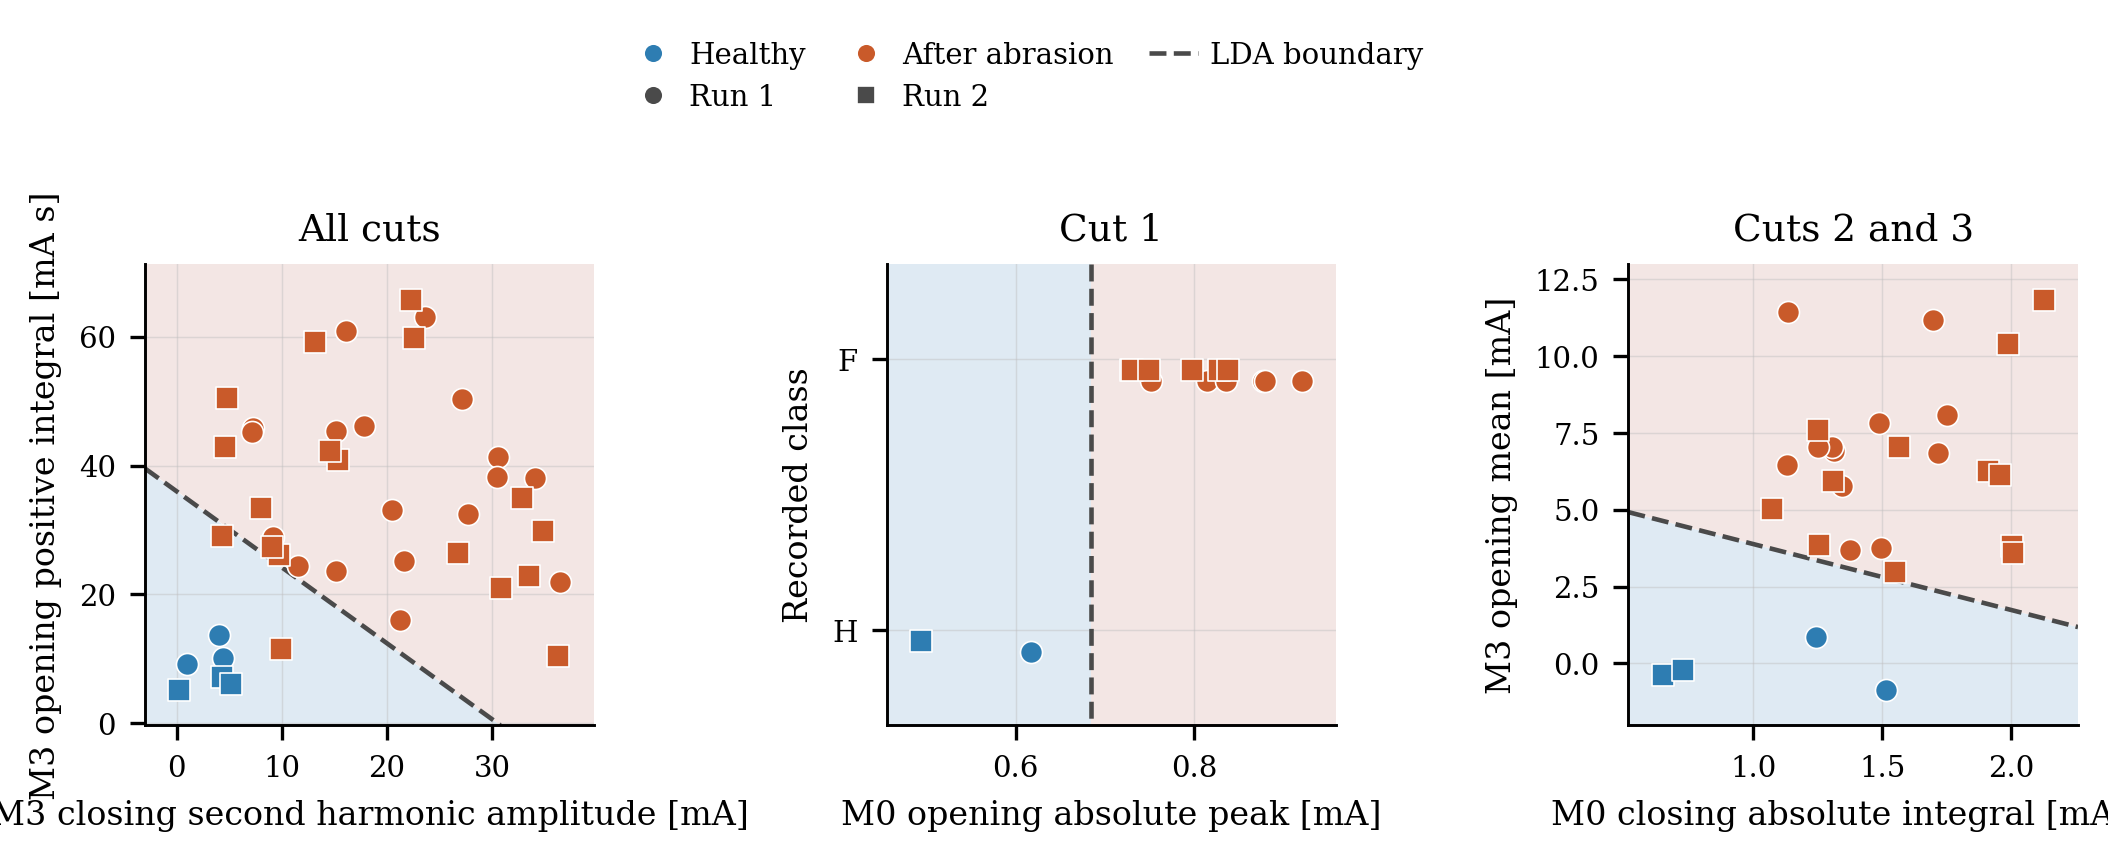 Healthy
After abrasion
LDA boundary
Run 1
Run 2
All cuts
M3 opening positive integral [mA s]
60
40
20
0
0 10 20 30
M3 closing second harmonic amplitude [mA]
Cut 1
Recorded class
F
H
0.6 0.8
M0 opening absolute peak [mA]
Cuts 2 and 3
M3 opening mean [mA]
12.5
10.0
7.5
5.0
2.5
0.0
1.0 1.5 2.0
M0 closing absolute integral [mA